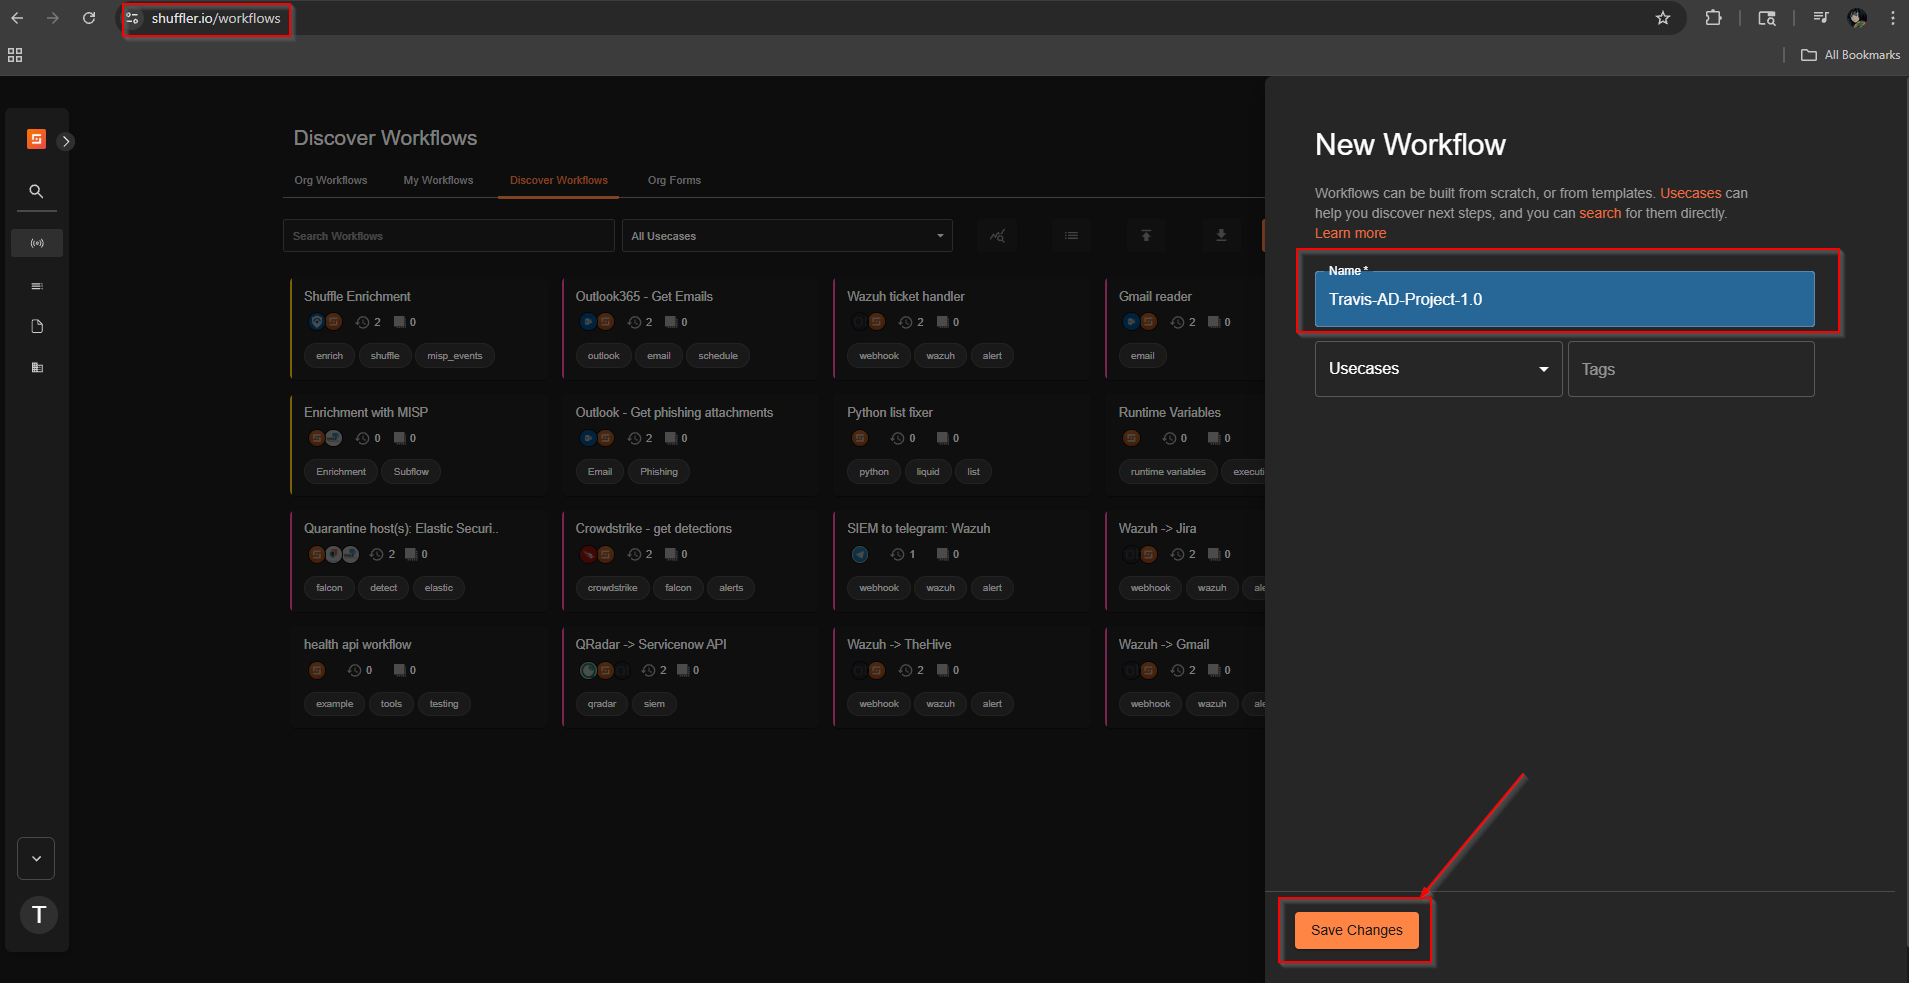 shuffler.io/workflows
All Bookmarks
Discover Workflows
Org Workflows My Workflows Discover Workflows Org Forms
Search Workflows All Usecases
Shuffle Enrichment
2 0
enrich shuffle misp_events
Outlook365 - Get Emails
2 0
outlook email schedule
Wazuh ticket handler
2 0
webhook wazuh alert
Gmail reader
2 0
email
Enrichment with MISP
0 0
Enrichment Subflow
Outlook - Get phishing attachments
2 0
Email Phishing
Python list fixer
0 0
python liquid list
Runtime Variables
0 0
runtime variables executi
Quarantine host(s): Elastic Securi..
2 0
falcon detect elastic
Crowdstrike - get detections
2 0
crowdstrike falcon alerts
SIEM to telegram: Wazuh
1 0
webhook wazuh alert
Wazuh -> Jira
2 0
webhook wazuh ale
health api workflow
0 0
example tools testing
QRadar -> Servicenow API
2 0
qradar siem
Wazuh -> TheHive
2 0
webhook wazuh alert
Wazuh -> Gmail
2 0
webhook wazuh ale
T
New Workflow
Workflows can be built from scratch, or from templates. Usecases can
help you discover next steps, and you can search for them directly.
Learn more
Name *
Travis-AD-Project-1.0
Usecases Tags
Save Changes